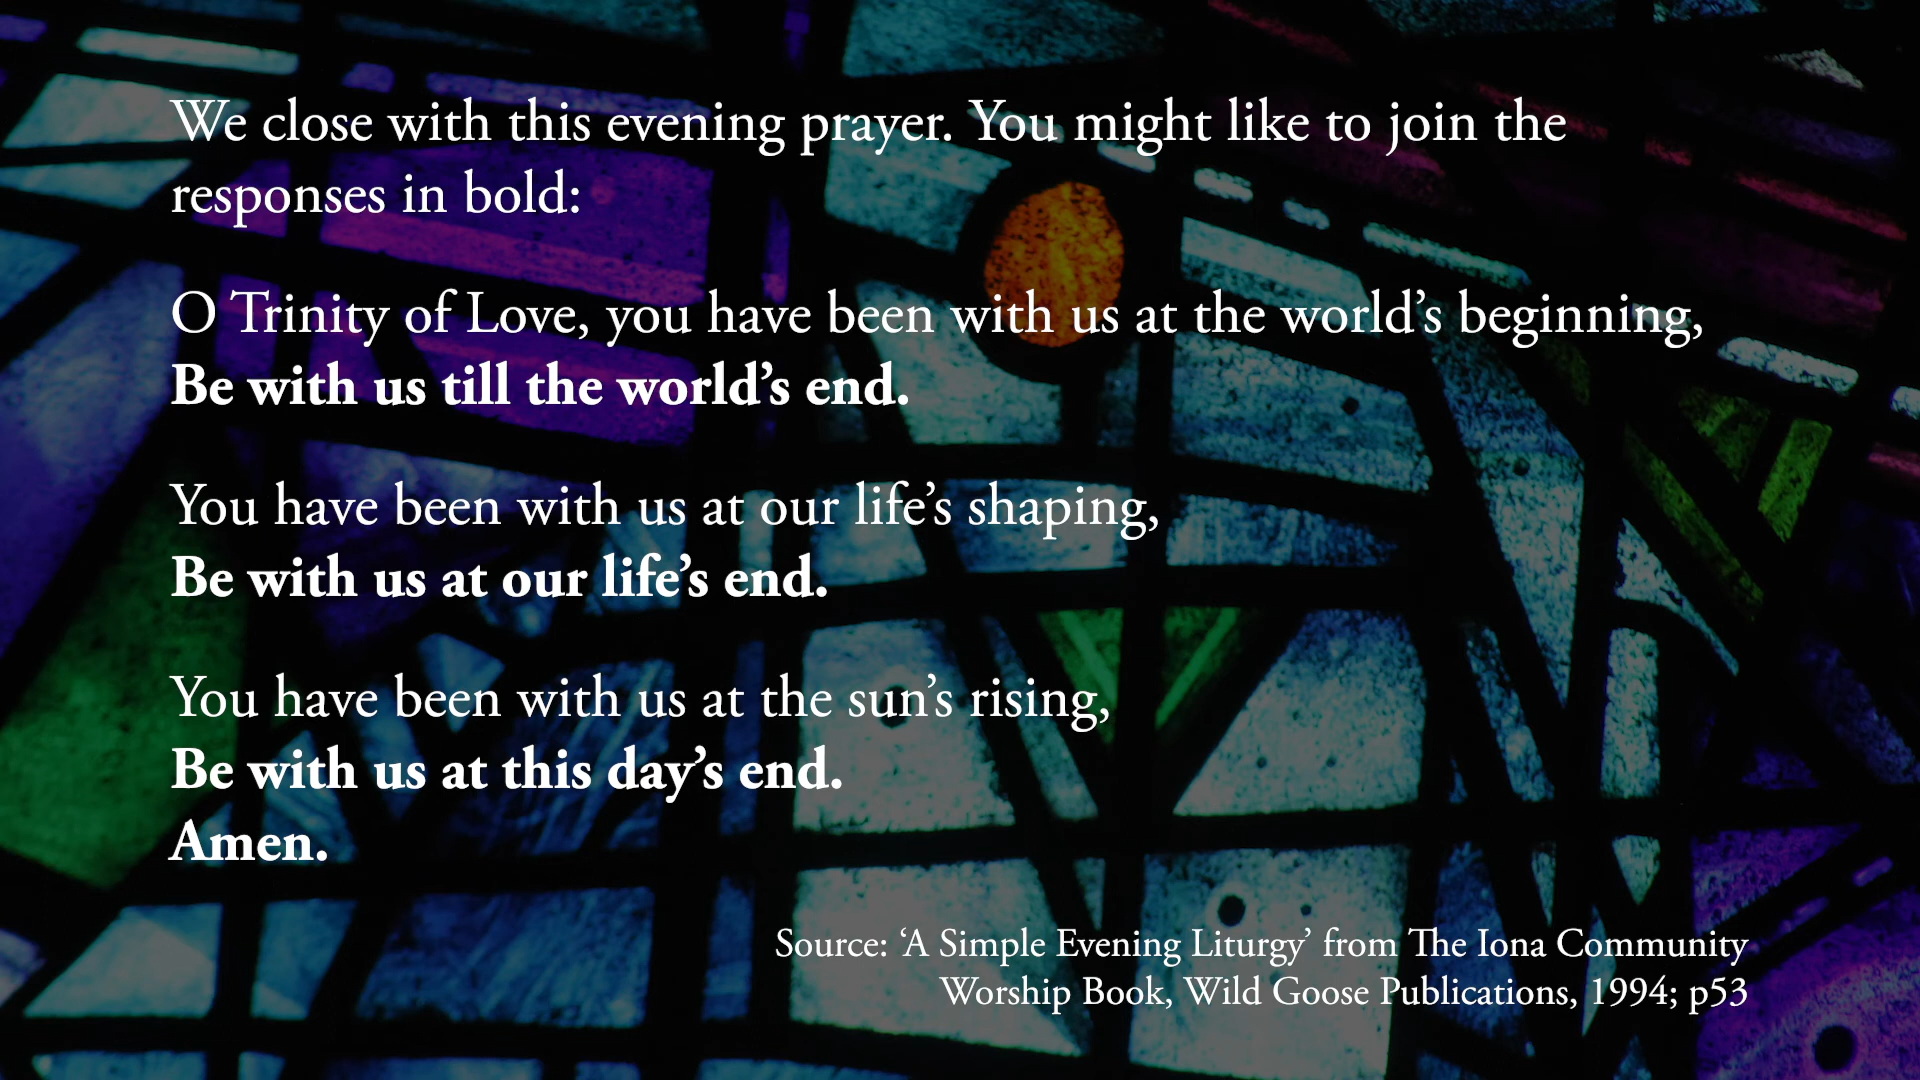 We close with this evening prayer. You might like to join the
responses in bold:
O Trinity of Love, you have been with us at the world’s beginning,
Be with us till the world’s end.
You have been with us at our life’s shaping,
Be with us at our life’s end.
You have been with us at the sun’s rising,
Be with us at this day’s end.
Amen.
Source: ‘A Simple Evening Liturgy’ from The Iona Community
Worship Book, Wild Goose Publications, 1994; p53